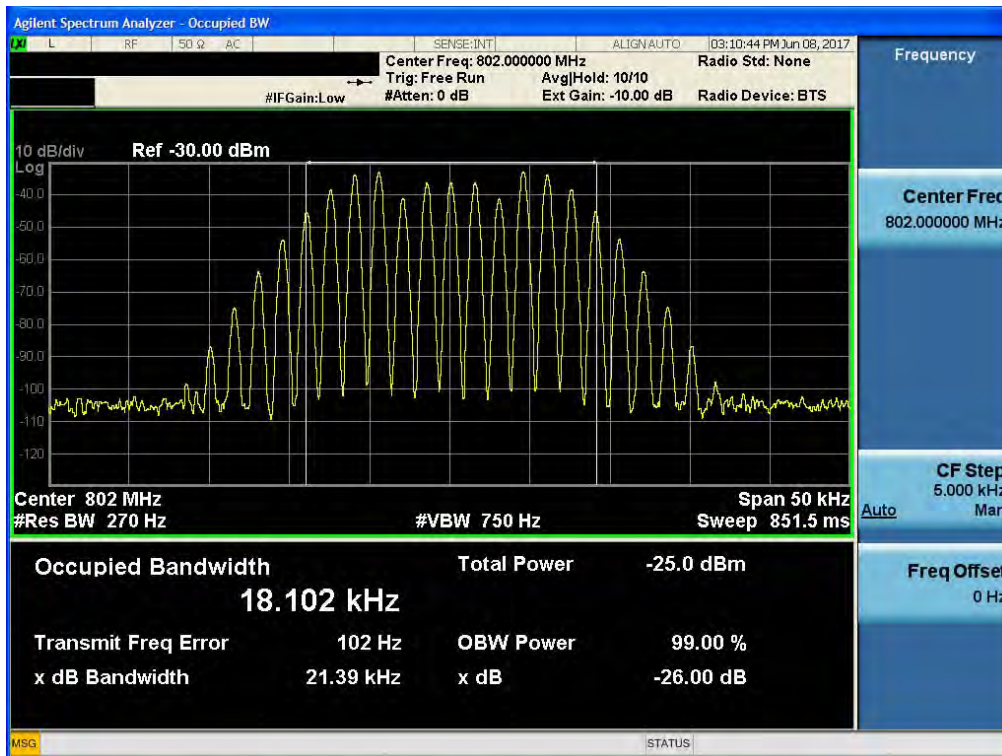 Agilent Spectrum Analyzer - Occupied BW
LXI L RF 50 Ω AC SENSE:INT ALIGN AUTO 03:10:44 PM Jun 08, 2017
Center Freq: 802.000000 MHz Radio Std: None
Trig: Free Run Avg|Hold: 10/10
#IFGain:Low #Atten: 0 dB Ext Gain: -10.00 dB Radio Device: BTS
10 dB/div Ref -30.00 dBm
Log
-40.0
-50.0
-60.0
-70.0
-80.0
-90.0
-100
-110
-120
Center 802 MHz Span 50 kHz
#Res BW 270 Hz #VBW 750 Hz Sweep 851.5 ms
Occupied Bandwidth Total Power -25.0 dBm
18.102 kHz
Transmit Freq Error 102 Hz OBW Power 99.00 %
x dB Bandwidth 21.39 kHz x dB -26.00 dB
MSG STATUS
Frequency
Center Freq
802.000000 MHz
CF Step
5.000 kHz
Auto Man
Freq Offset
0 Hz